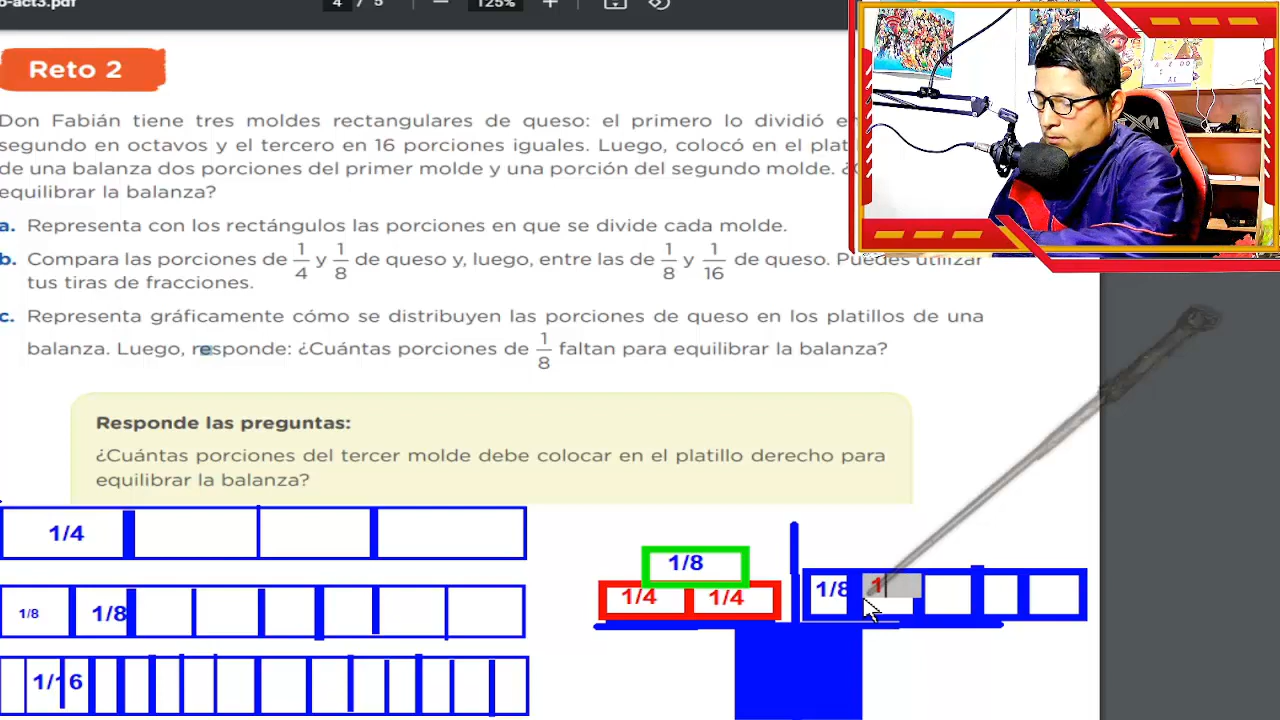 o-act3.pdf 4 / 5 125%
Reto 2
Don Fabián tiene tres moldes rectangulares de queso: el primero lo dividió
segundo en octavos y el tercero en 16 porciones iguales. Luego, colocó en el
de una balanza dos porciones del primer molde y una porción del segundo molde.
equilibrar la balanza?
a. Representa con los rectángulos las porciones en que se divide cada molde.
b. Compara las porciones de 1/4 y 1/8 de queso y, luego, entre las de 1/8 y 1/16 de queso. Puedes utilizar
tus tiras de fracciones.
c. Representa gráficamente cómo se distribuyen las porciones de queso en los platillos de una
balanza. Luego, responde: ¿Cuántas porciones de 1/8 faltan para equilibrar la balanza?
Responde las preguntas:
¿Cuántas porciones del tercer molde debe colocar en el platillo derecho para
equilibrar la balanza?
1/4
1/8 1/8
1/16
1/8
1/4 1/4
1/8 1